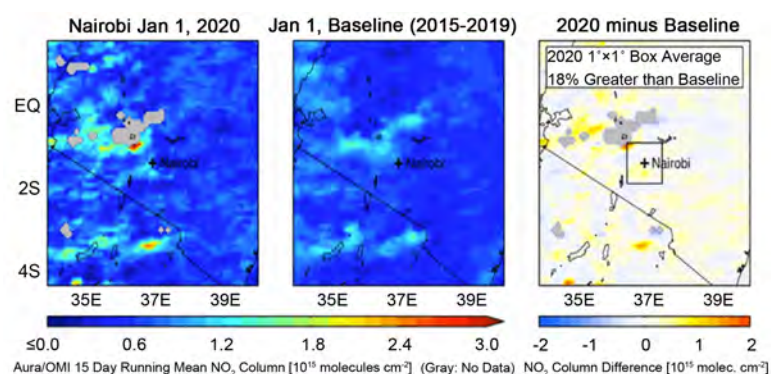 Nairobi Jan 1, 2020
Jan 1, Baseline (2015-2019)
2020 minus Baseline
EQ
2S
4S
Nairobi
35E 37E 39E
Nairobi
35E 37E 39E
2020 1°×1° Box Average
18% Greater than Baseline
Nairobi
35E 37E 39E
≤0.0 0.6 1.2 1.8 2.4 3.0
-2 -1 0 1 2
Aura/OMI 15 Day Running Mean NO₂ Column [10¹⁵ molecules cm⁻²] (Gray: No Data)
NO₂ Column Difference [10¹⁵ molec. cm⁻²]